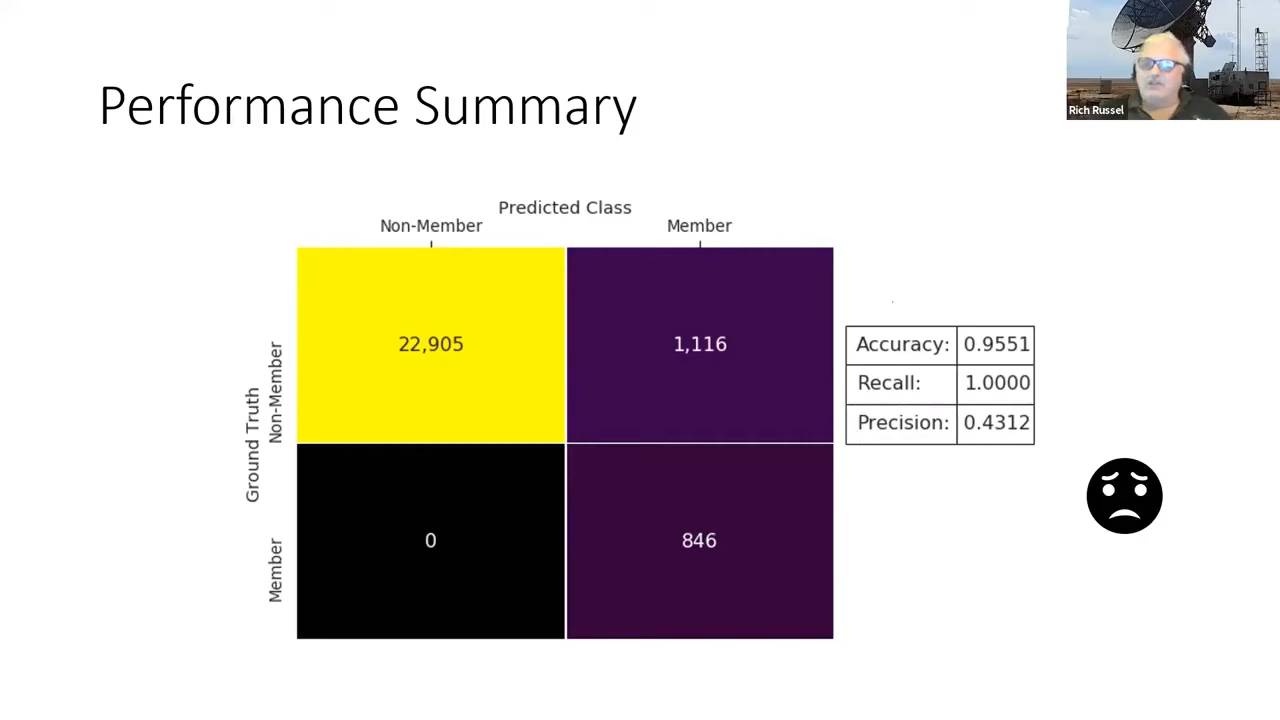 Performance Summary
Rich Russel
Predicted Class
Non-Member
Member
Ground Truth
Non-Member
22,905
1,116
Member
0
846
Accuracy: 0.9551
Recall: 1.0000
Precision: 0.4312